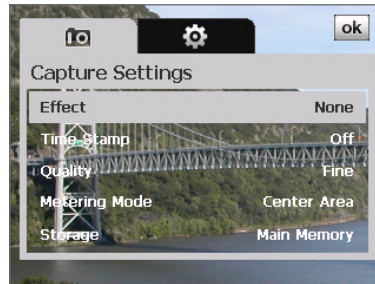 ok
Capture Settings
Effect None
Time Stamp Off
Quality Fine
Metering Mode Center Area
Storage Main Memory